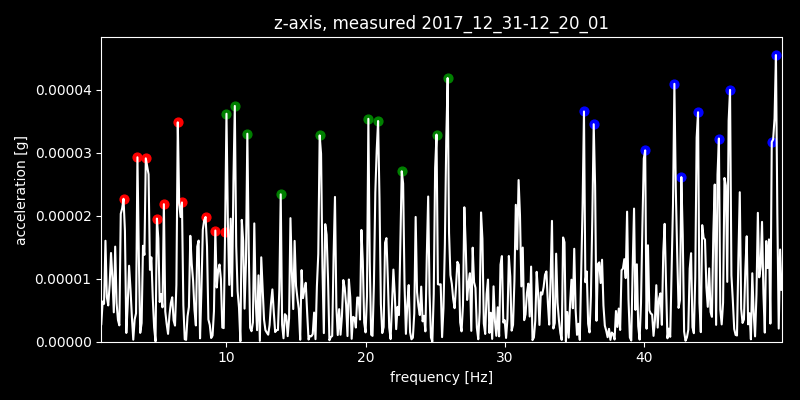 z-axis, measured 2017_12_31-12_20_01
0.00004
0.00003
0.00002
0.00001
0.00000
acceleration [g]
10 20 30 40
frequency [Hz]